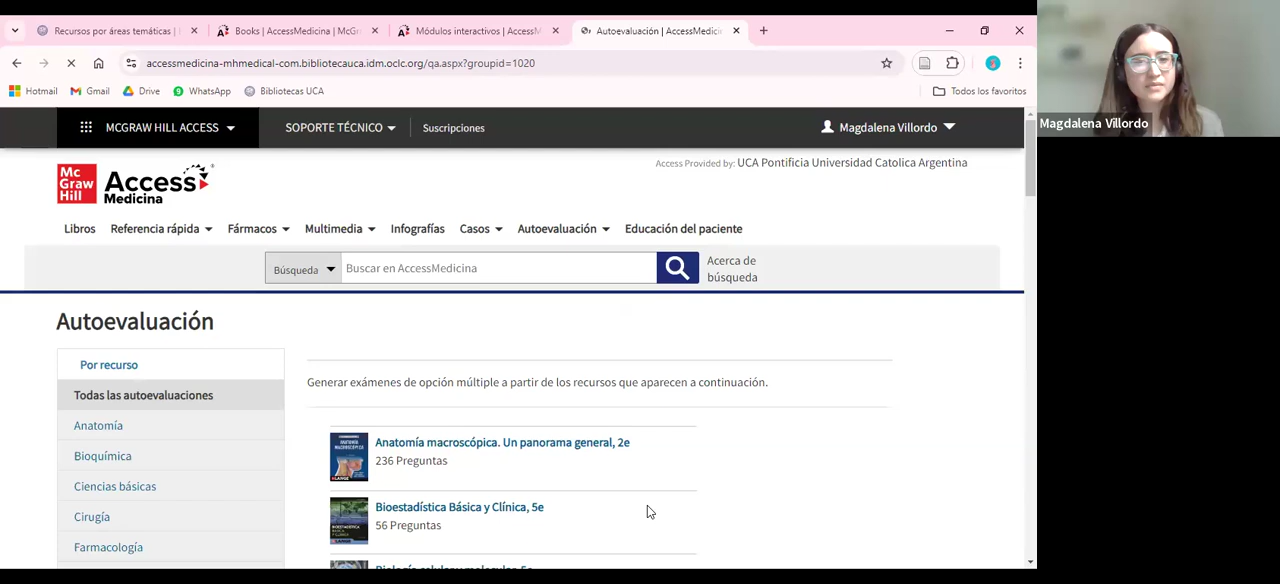 Recursos por áreas temáticas |
Books | AccessMedicina | McGr
Módulos interactivos | AccessM
Autoevaluación | AccessMedicin
accessmedicina-mhmedical-com.bibliotecauca.idm.oclc.org/qa.aspx?groupid=1020
Hotmail
Gmail
Drive
WhatsApp
Bibliotecas UCA
Todos los favoritos
MCGRAW HILL ACCESS
SOPORTE TÉCNICO
Suscripciones
Magdalena Villordo
Magdalena Villordo
Access Provided by: UCA Pontificia Universidad Catolica Argentina
Mc
Graw
Hill
Access
Medicina
Libros
Referencia rápida
Fármacos
Multimedia
Infografías
Casos
Autoevaluación
Educación del paciente
Búsqueda
Buscar en AccessMedicina
Acerca de
búsqueda
Autoevaluación
Por recurso
Todas las autoevaluaciones
Anatomía
Bioquímica
Ciencias básicas
Cirugía
Farmacología
Generar exámenes de opción múltiple a partir de los recursos que aparecen a continuación.
Anatomía macroscópica. Un panorama general, 2e
236 Preguntas
Bioestadística Básica y Clínica, 5e
56 Preguntas